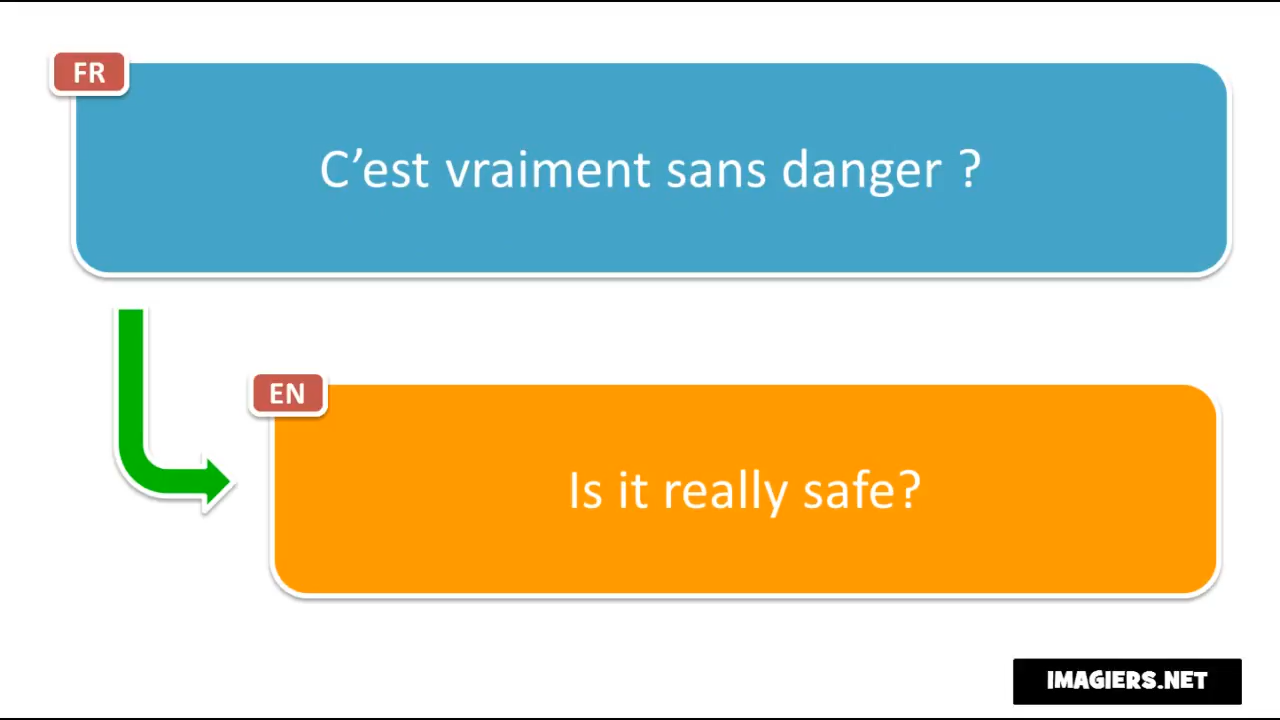 FR
C’est vraiment sans danger ?
EN
Is it really safe?
IMAGIERS.NET